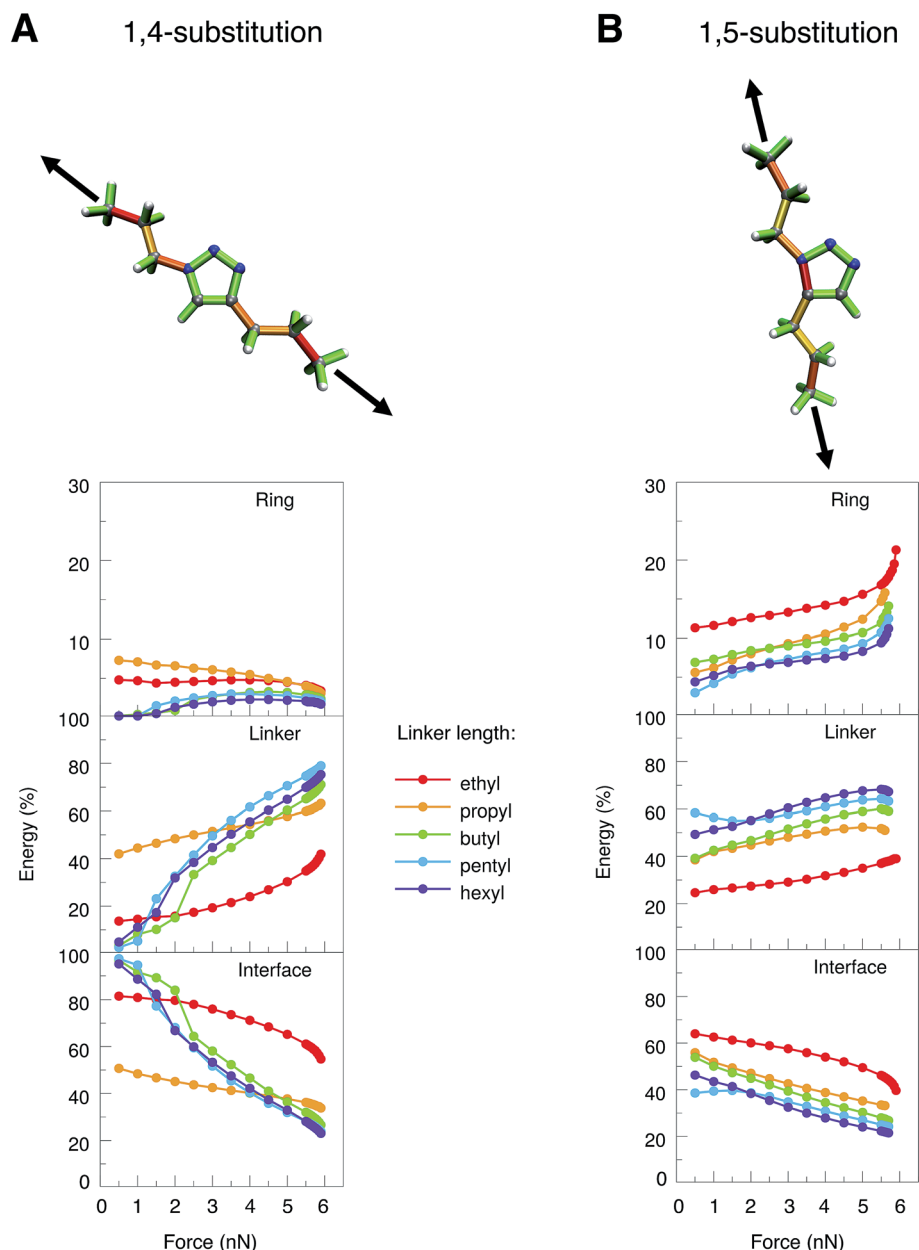 A 1,4-substitution
B 1,5-substitution
30
Ring
20
10
100
Linker
80
60
40
20
100
Interface
80
60
40
20
0
0 1 2 3 4 5 6
Force (nN)
Energy (%)
Linker length:
ethyl
propyl
butyl
pentyl
hexyl
30
Ring
20
10
100
Linker
80
60
40
20
100
Interface
80
60
40
20
0
0 1 2 3 4 5 6
Force (nN)
Energy (%)